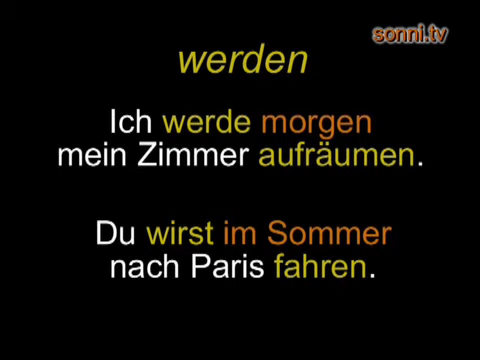 sonni.tv
werden
Ich werde morgen
mein Zimmer aufräumen.
Du wirst im Sommer
nach Paris fahren.